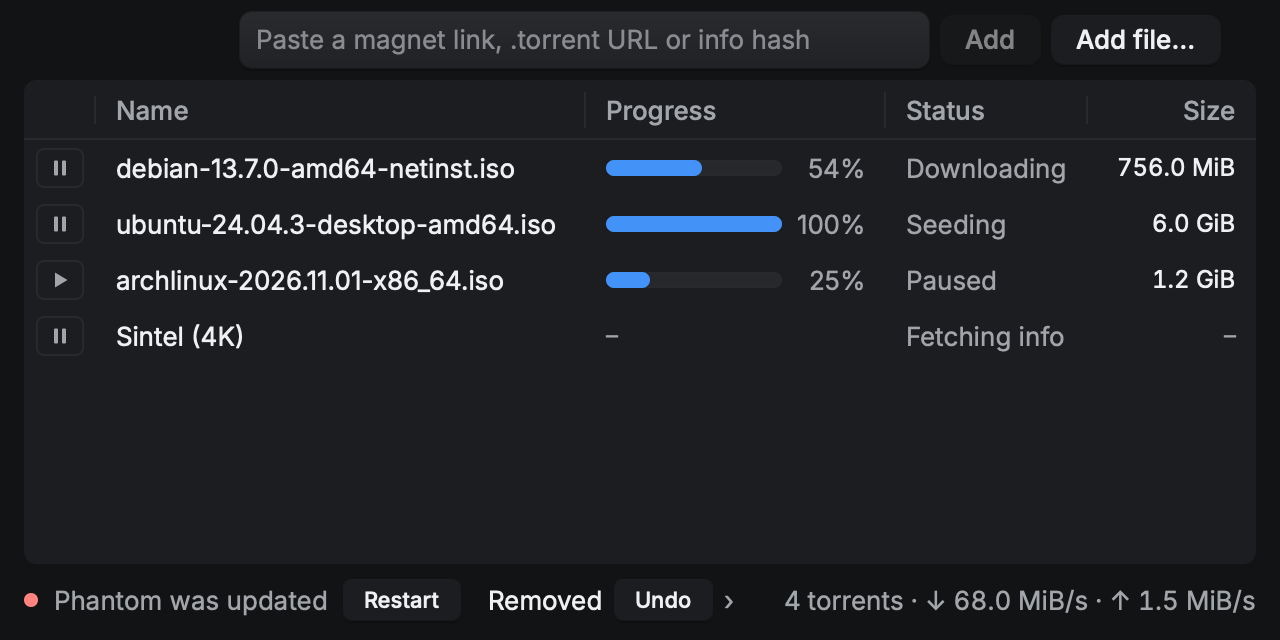 Paste a magnet link, .torrent URL or info hash Add Add file...
Name Progress Status Size
debian-13.7.0-amd64-netinst.iso 54% Downloading 756.0 MiB
ubuntu-24.04.3-desktop-amd64.iso 100% Seeding 6.0 GiB
archlinux-2026.11.01-x86_64.iso 25% Paused 1.2 GiB
Sintel (4K) – Fetching info –
Phantom was updated Restart Removed Undo › 4 torrents · ↓ 68.0 MiB/s · ↑ 1.5 MiB/s